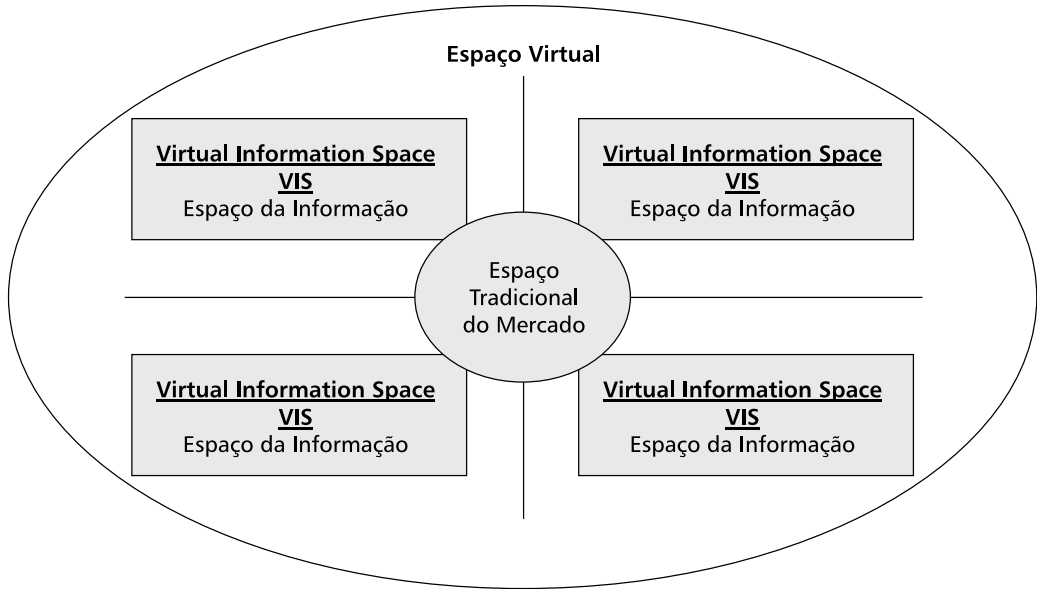 Espaço Virtual
Virtual Information Space
VIS
Espaço da Informação
Virtual Information Space
VIS
Espaço da Informação
Espaço
Tradicional
do Mercado
Virtual Information Space
VIS
Espaço da Informação
Virtual Information Space
VIS
Espaço da Informação